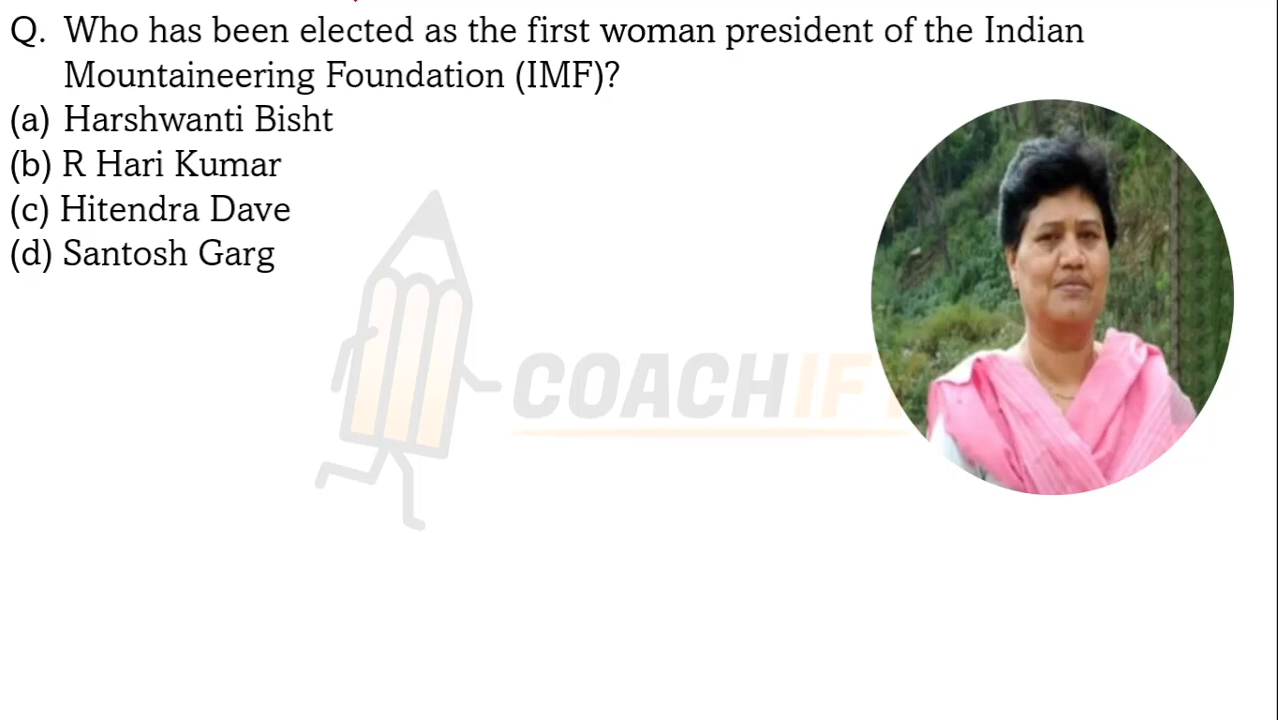 Q. Who has been elected as the first woman president of the Indian
Mountaineering Foundation (IMF)?
(a) Harshwanti Bisht
(b) R Hari Kumar
(c) Hitendra Dave
(d) Santosh Garg
COACHIF